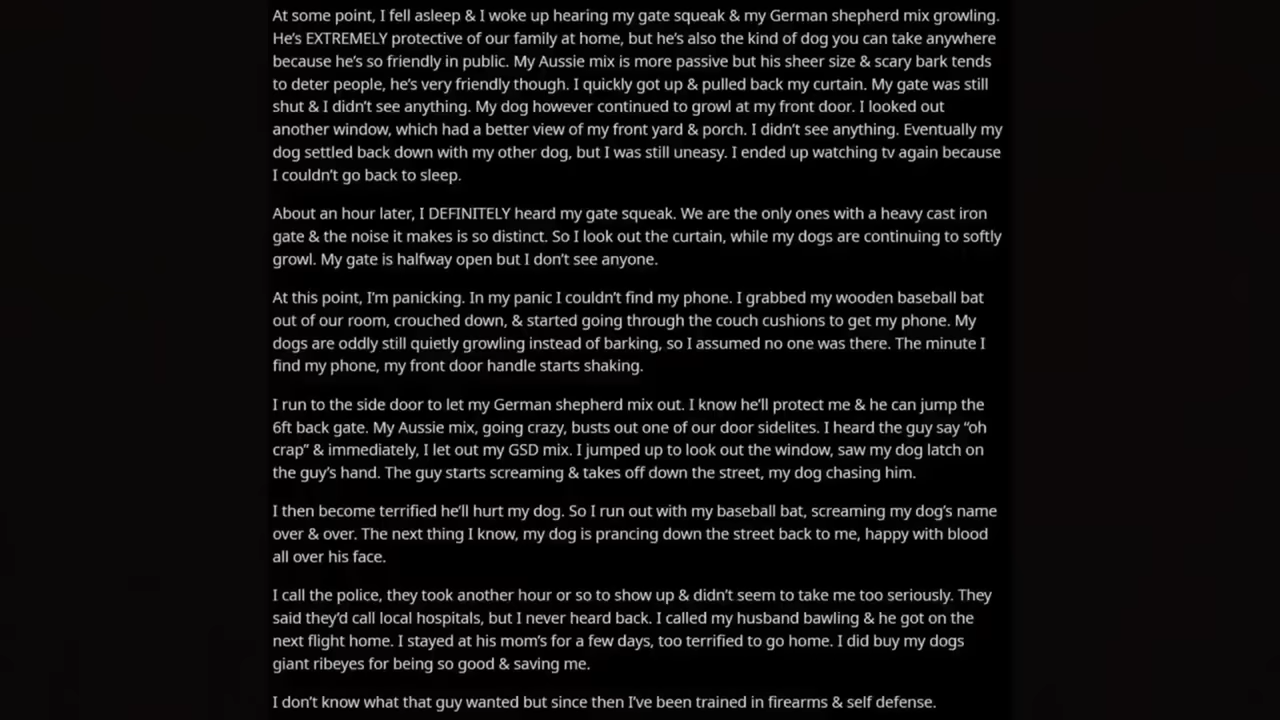 At some point, I fell asleep & I woke up hearing my gate squeak & my German shepherd mix growling.
He’s EXTREMELY protective of our family at home, but he’s also the kind of dog you can take anywhere
because he’s so friendly in public. My Aussie mix is more passive but his sheer size & scary bark tends
to deter people, he’s very friendly though. I quickly got up & pulled back my curtain. My gate was still
shut & I didn’t see anything. My dog however continued to growl at my front door. I looked out
another window, which had a better view of my front yard & porch. I didn’t see anything. Eventually my
dog settled back down with my other dog, but I was still uneasy. I ended up watching tv again because
I couldn’t go back to sleep.
About an hour later, I DEFINITELY heard my gate squeak. We are the only ones with a heavy cast iron
gate & the noise it makes is so distinct. So I look out the curtain, while my dogs are continuing to softly
growl. My gate is halfway open but I don’t see anyone.
At this point, I’m panicking. In my panic I couldn’t find my phone. I grabbed my wooden baseball bat
out of our room, crouched down, & started going through the couch cushions to get my phone. My
dogs are oddly still quietly growling instead of barking, so I assumed no one was there. The minute I
find my phone, my front door handle starts shaking.
I run to the side door to let my German shepherd mix out. I know he’ll protect me & he can jump the
6ft back gate. My Aussie mix, going crazy, busts out one of our door sidelites. I heard the guy say “oh
crap” & immediately, I let out my GSD mix. I jumped up to look out the window, saw my dog latch on
the guy’s hand. The guy starts screaming & takes off down the street, my dog chasing him.
I then become terrified he’ll hurt my dog. So I run out with my baseball bat, screaming my dog’s name
over & over. The next thing I know, my dog is prancing down the street back to me, happy with blood
all over his face.
I call the police, they took another hour or so to show up & didn’t seem to take me too seriously. They
said they’d call local hospitals, but I never heard back. I called my husband bawling & he got on the
next flight home. I stayed at his mom’s for a few days, too terrified to go home. I did buy my dogs
giant ribeyes for being so good & saving me.
I don’t know what that guy wanted but since then I’ve been trained in firearms & self defense.